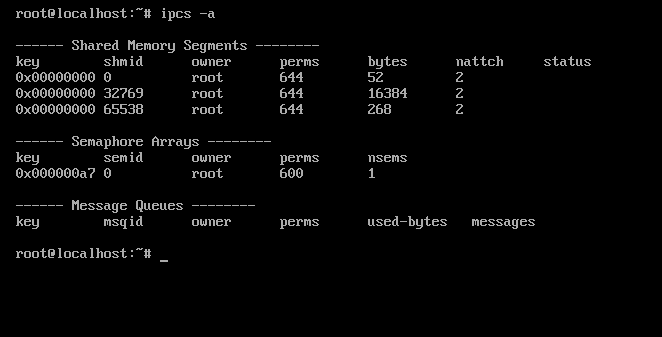 root@localhost:~# ipcs -a
------ Shared Memory Segments --------
key        shmid      owner      perms      bytes      nattch     status
0x00000000 0          root       644        52         2
0x00000000 32769      root       644        16384      2
0x00000000 65538      root       644        268        2
------ Semaphore Arrays --------
key        semid      owner      perms      nsems
0x000000a7 0          root       600        1
------ Message Queues --------
key        msqid      owner      perms      used-bytes   messages
root@localhost:~# _